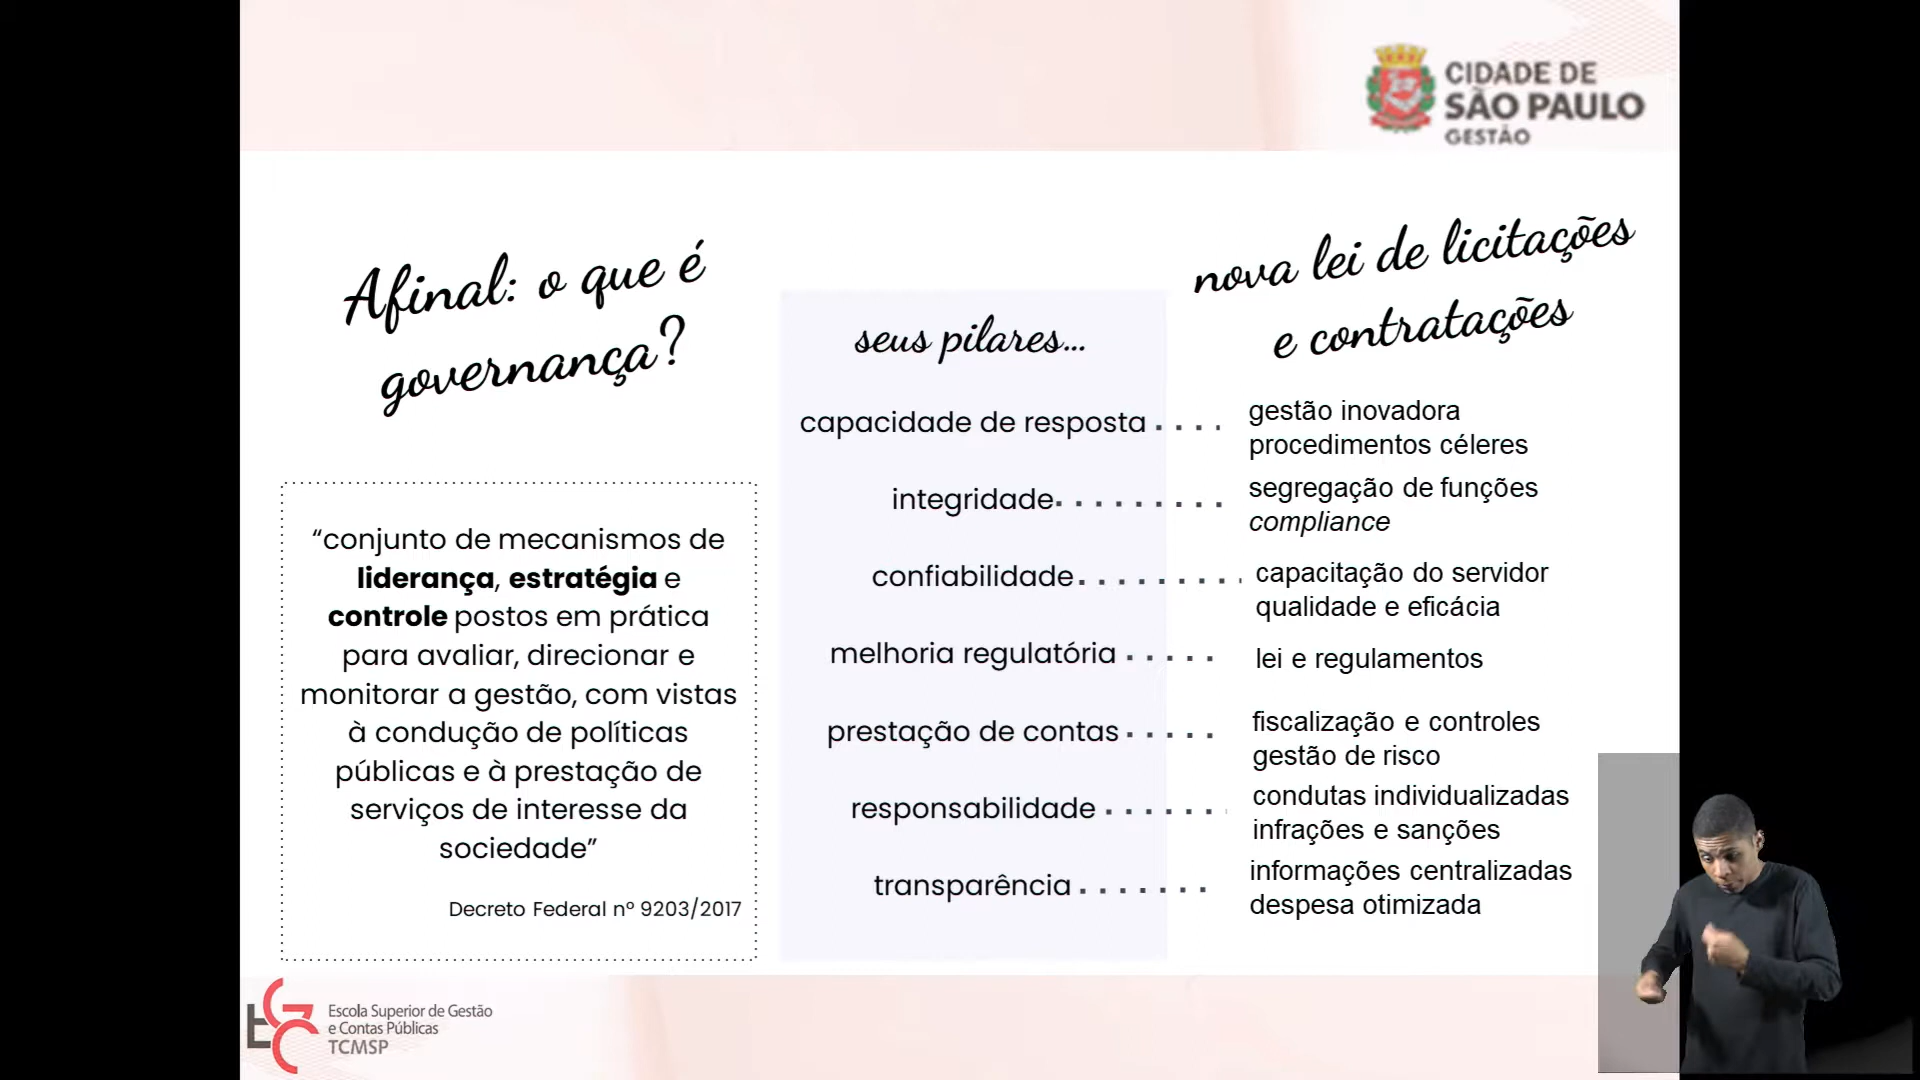 CIDADE DE
SÃO PAULO
GESTÃO
Afinal: o que é
governança?
“conjunto de mecanismos de
liderança, estratégia e
controle postos em prática
para avaliar, direcionar e
monitorar a gestão, com vistas
à condução de políticas
públicas e à prestação de
serviços de interesse da
sociedade”
Decreto Federal nº 9203/2017
seus pilares...
nova lei de licitações
e contratações
capacidade de resposta . . . .
gestão inovadora
procedimentos céleres
integridade. . . . . . . . .
segregação de funções
compliance
confiabilidade. . . . . . . . .
capacitação do servidor
qualidade e eficácia
melhoria regulatória . . . . .
lei e regulamentos
prestação de contas . . . . .
fiscalização e controles
gestão de risco
responsabilidade . . . . . . .
condutas individualizadas
infrações e sanções
transparência . . . . . . .
informações centralizadas
despesa otimizada
EGC
Escola Superior de Gestão
e Contas Públicas
TCMSP